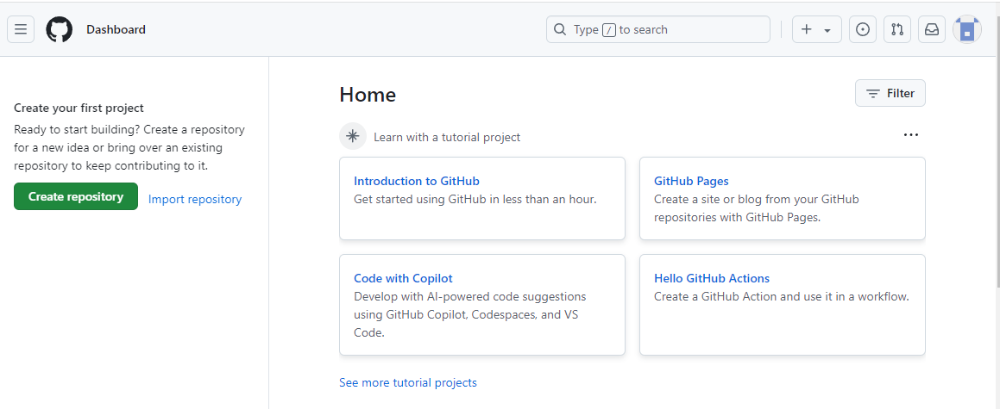 Dashboard
Type / to search
Create your first project
Ready to start building? Create a repository
for a new idea or bring over an existing
repository to keep contributing to it.
Create repository
Import repository
Home
Filter
Learn with a tutorial project
Introduction to GitHub
Get started using GitHub in less than an hour.
GitHub Pages
Create a site or blog from your GitHub
repositories with GitHub Pages.
Code with Copilot
Develop with AI-powered code suggestions
using GitHub Copilot, Codespaces, and VS
Code.
Hello GitHub Actions
Create a GitHub Action and use it in a workflow.
See more tutorial projects